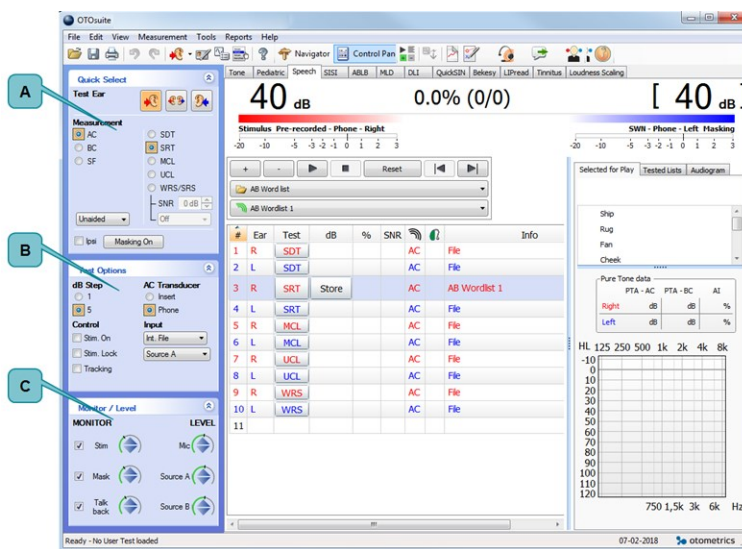 OTOsuite
File Edit View Measurement Tools Reports Help
Navigator Control Pan
Tone Pediatric Speech SISI ABLB MLD DLI QuickSIN Bekesy LIPread Tinnitus Loudness Scaling
A
Quick Select
Test Ear
Measurement
AC SDT
BC SRT
SF MCL
UCL
WRS/SRS
SNR 0 dB
Unaided Off
Ipsi Masking On
B
Test Options
dB Step AC Transducer
1 Insert
5 Phone
Control Input
Stim. On Int. File
Stim. Lock Source A
Tracking
C
Monitor / Level
MONITOR LEVEL
Stim Mic
Mask Source A
Talk back Source B
40 dB 0.0% (0/0) [ 40 dB ]
Stimulus Pre-recorded - Phone - Right SWN - Phone - Left Masking
-20 -10 -5 -3 -2 -1 0 1 2 3 -20 -10 -5 -3 -2 -1 0 1 2 3
+ - Reset
AB Word list
AB Wordlist 1
# Ear Test dB % SNR Info
1 R SDT AC File
2 L SDT AC File
3 R SRT Store AC AB Wordlist 1
4 L SRT AC File
5 R MCL AC File
6 L MCL AC File
7 R UCL AC File
8 L UCL AC File
9 R WRS AC File
10 L WRS AC File
11
Selected for Play Tested Lists Audiogram
Ship
Rug
Fan
Cheek
Pure Tone data
PTA - AC PTA - BC AI
Right dB dB %
Left dB dB %
HL 125 250 500 1k 2k 4k 8k
-10
0
10
20
30
40
50
60
70
80
90
100
110
120
750 1,5k 3k 6k Hz
Ready - No User Test loaded 07-02-2018 otometrics